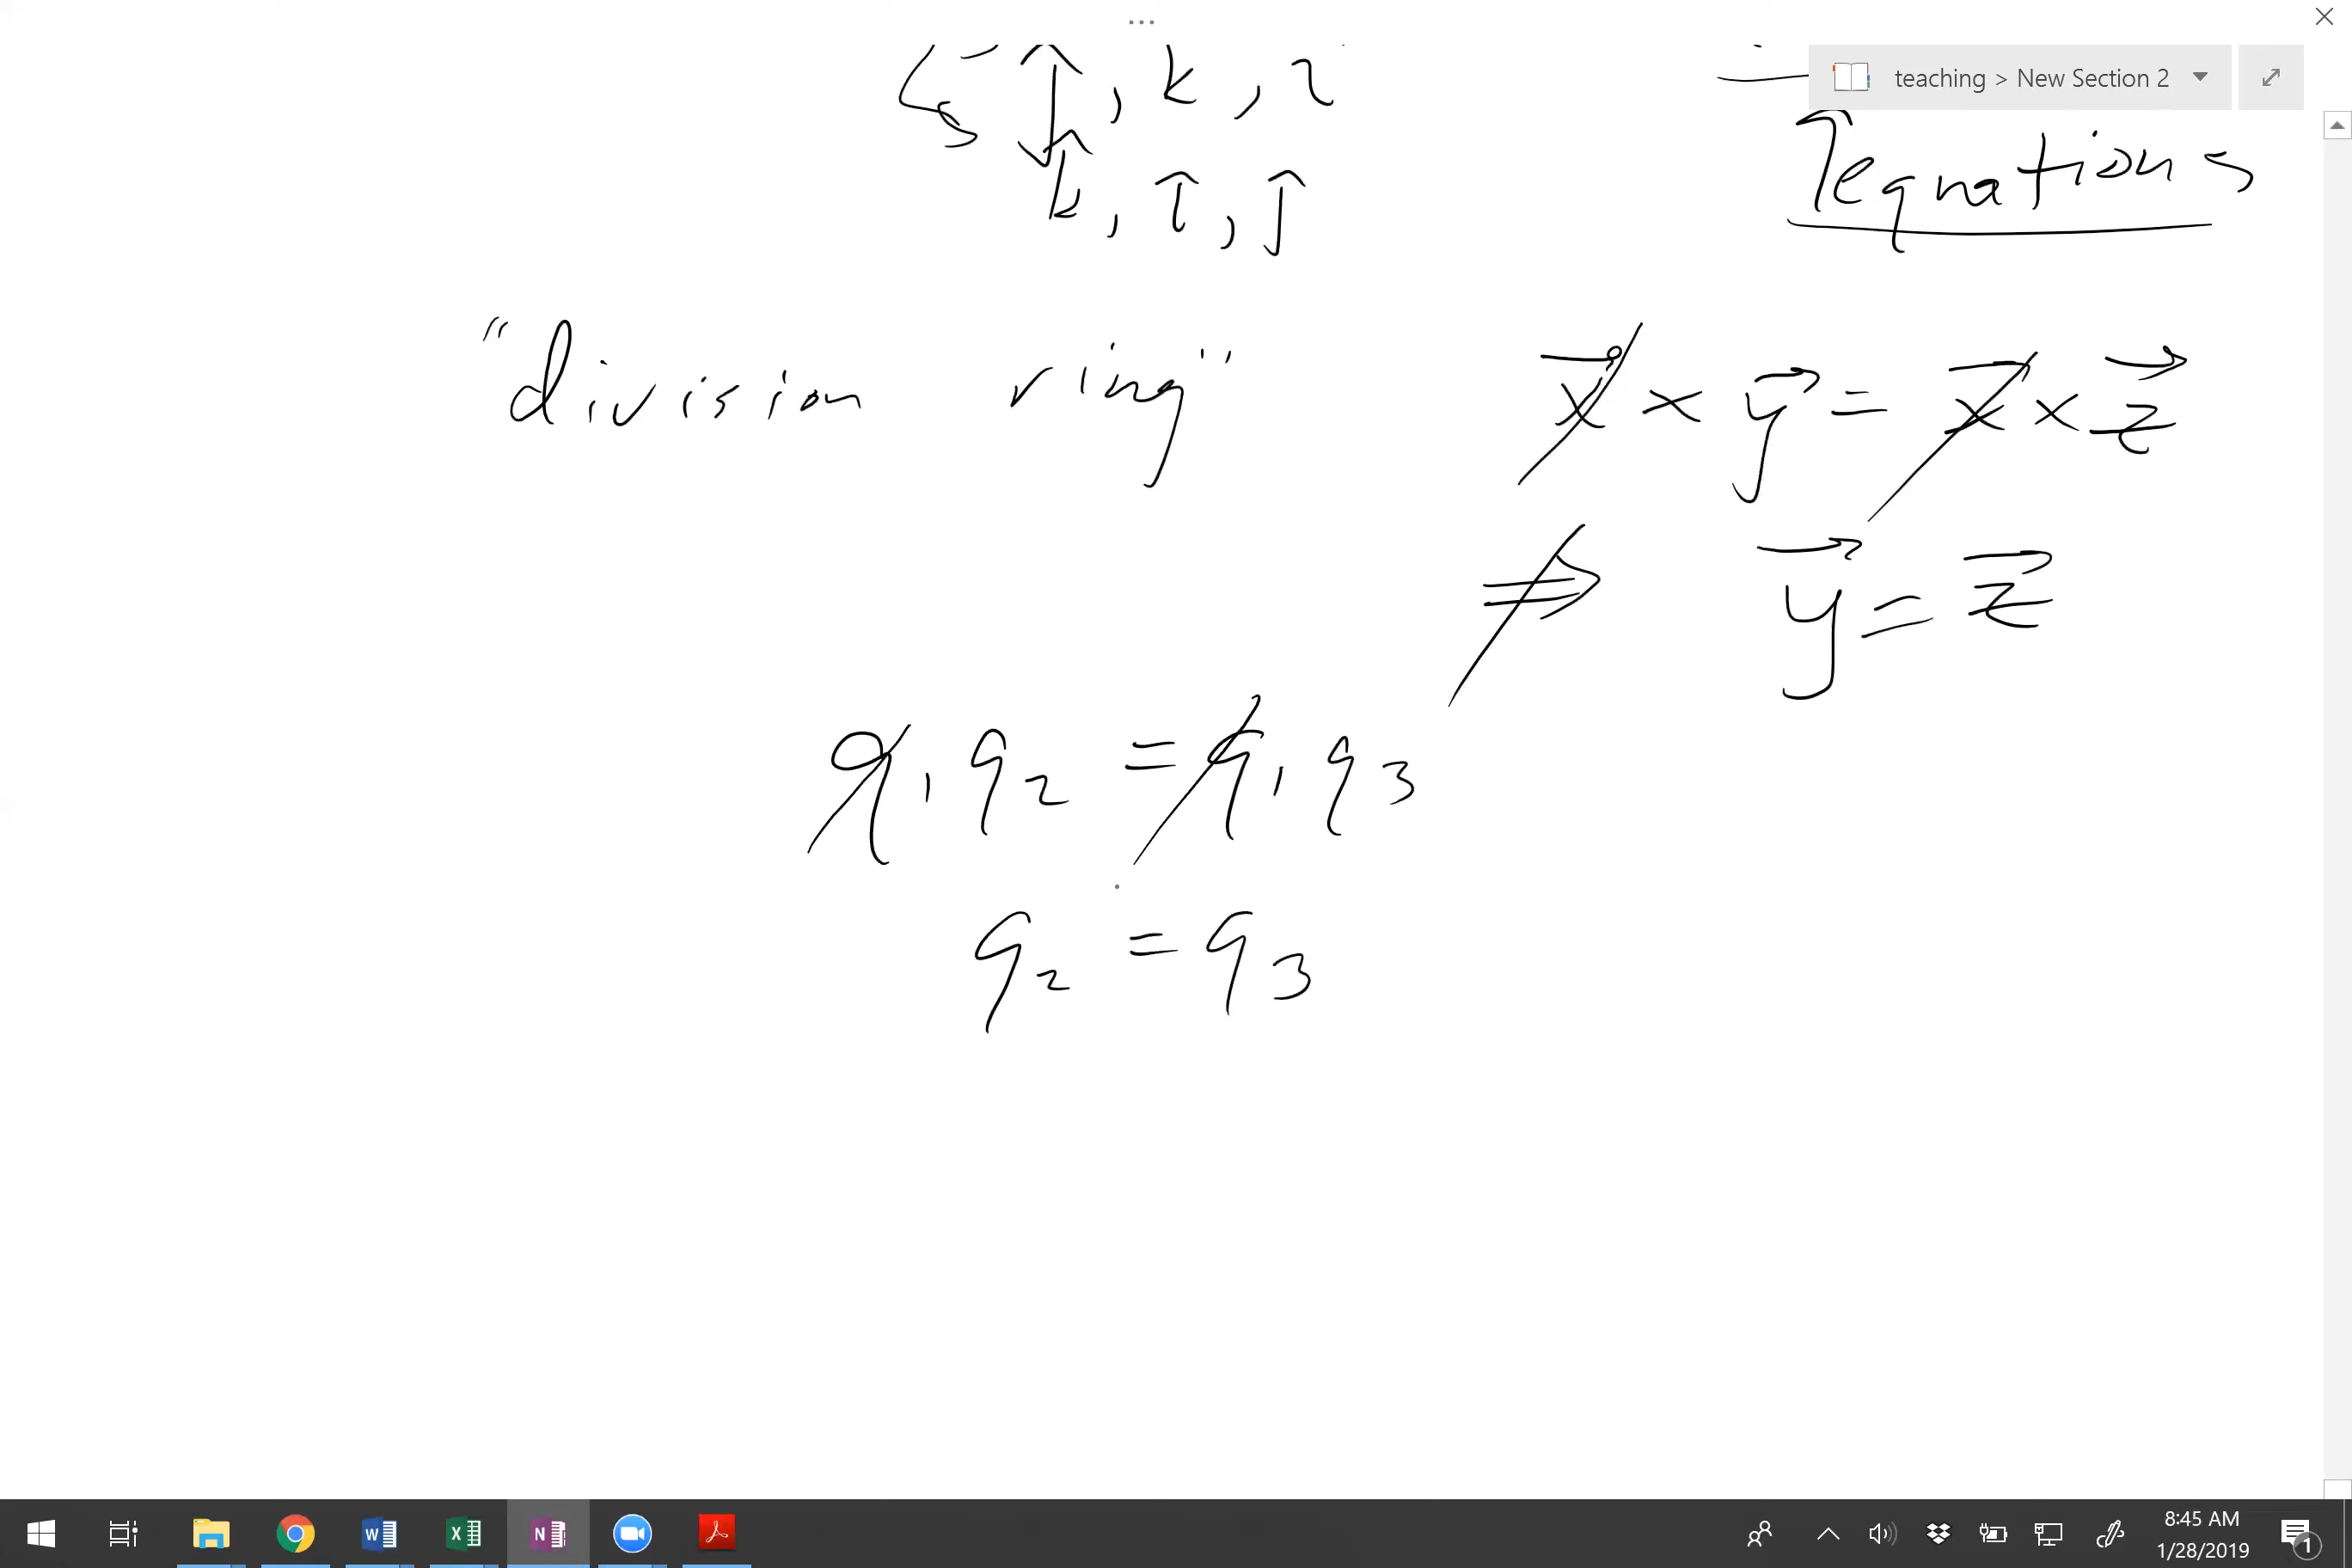 teaching > New Section 2
, k, 
k, î, ĵ
equations
"division ring"
x⃗ × y⃗ = x⃗ × z⃗
⇏ y⃗ = z⃗
q₁ q₂ = q₁ q₃
q₂ = q₃
8:45 AM
1/28/2019
1